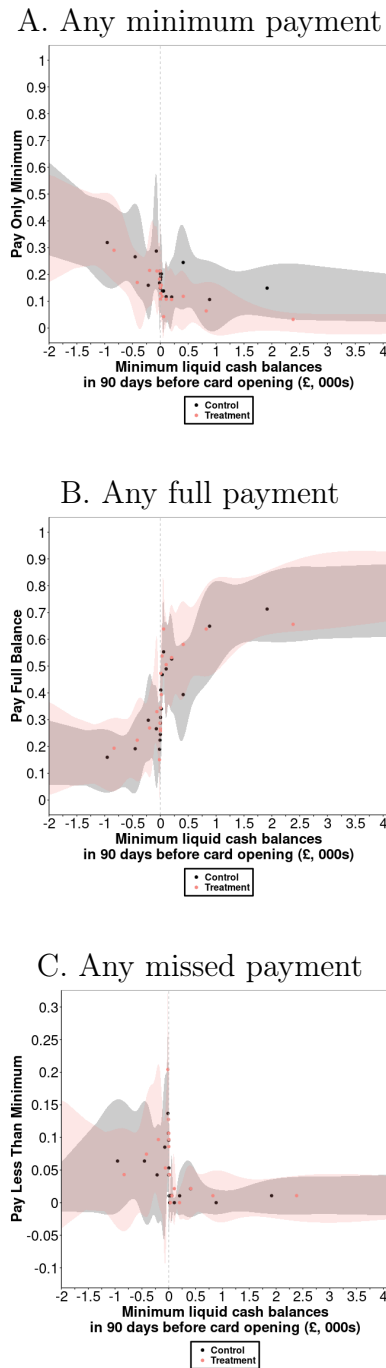 A. Any minimum payment
1
0.9
0.8
0.7
0.6
0.5
0.4
0.3
0.2
0.1
0
Pay Only Minimum
-2 -1.5 -1 -0.5 0 0.5 1 1.5 2 2.5 3 3.5 4
Minimum liquid cash balances
in 90 days before card opening (£, 000s)
Control
Treatment
B. Any full payment
1
0.9
0.8
0.7
0.6
0.5
0.4
0.3
0.2
0.1
0
Pay Full Balance
-2 -1.5 -1 -0.5 0 0.5 1 1.5 2 2.5 3 3.5 4
Minimum liquid cash balances
in 90 days before card opening (£, 000s)
Control
Treatment
C. Any missed payment
0.3
0.25
0.2
0.15
0.1
0.05
0
-0.05
-0.1
Pay Less Than Minimum
-2 -1.5 -1 -0.5 0 0.5 1 1.5 2 2.5 3 3.5 4
Minimum liquid cash balances
in 90 days before card opening (£, 000s)
Control
Treatment